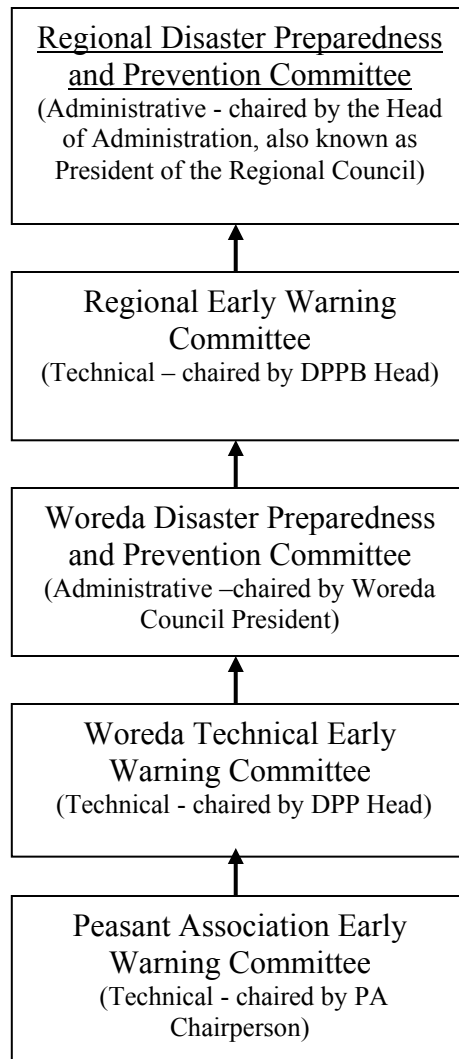 Regional Disaster Preparedness
and Prevention Committee
(Administrative - chaired by the Head
of Administration, also known as
President of the Regional Council)
Regional Early Warning
Committee
(Technical – chaired by DPPB Head)
Woreda Disaster Preparedness
and Prevention Committee
(Administrative –chaired by Woreda
Council President)
Woreda Technical Early
Warning Committee
(Technical - chaired by DPP Head)
Peasant Association Early
Warning Committee
(Technical - chaired by PA
Chairperson)